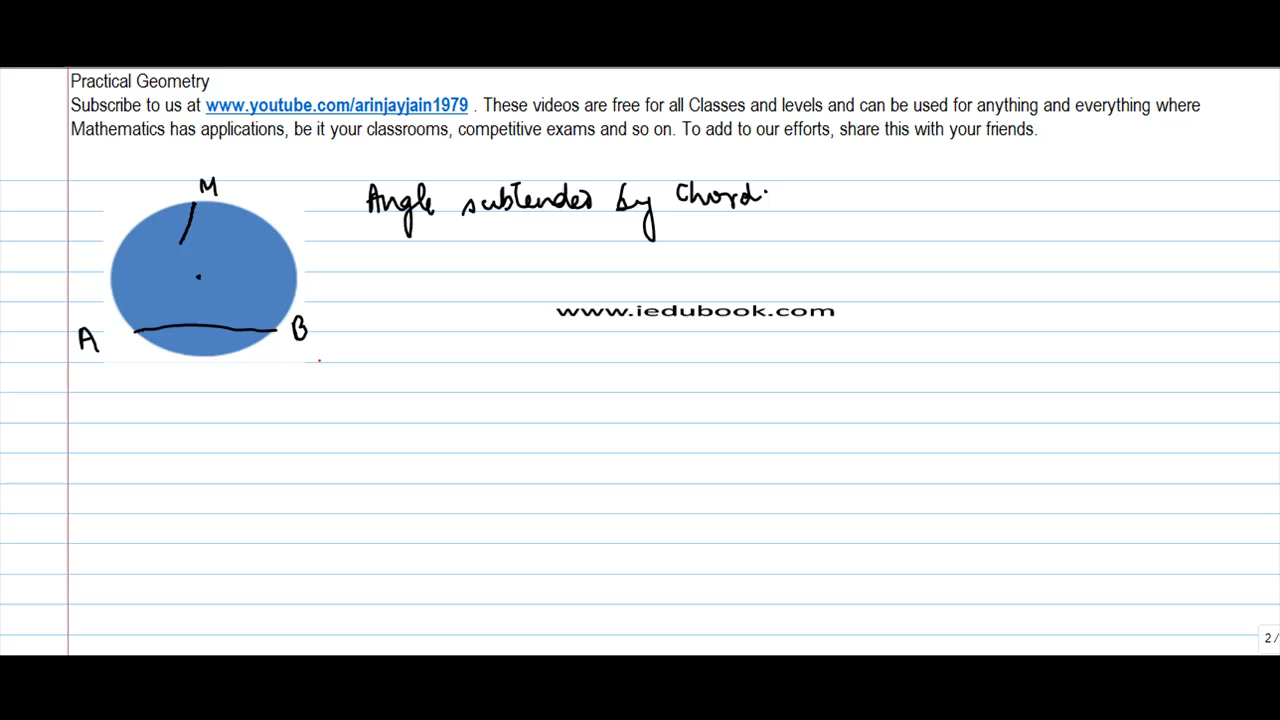 Practical Geometry
Subscribe to us at www.youtube.com/arinjayjain1979 . These videos are free for all Classes and levels and can be used for anything and everything where
Mathematics has applications, be it your classrooms, competitive exams and so on. To add to our efforts, share this with your friends.
M
Angle subtended by Chord.
www.iedubook.com
A
B
2/